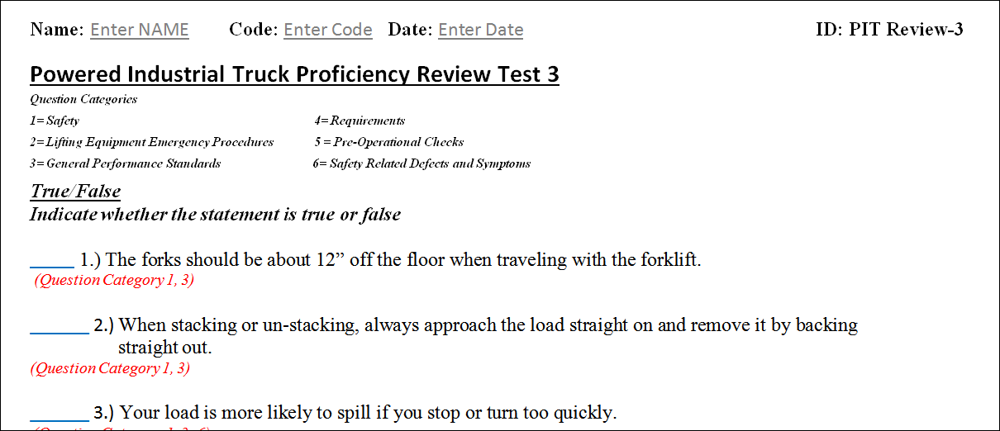 Name: Enter NAME Code: Enter Code Date: Enter Date ID: PIT Review-3
Powered Industrial Truck Proficiency Review Test 3
Question Categories
1= Safety 4= Requirements
2= Lifting Equipment Emergency Procedures 5 = Pre-Operational Checks
3= General Performance Standards 6= Safety Related Defects and Symptoms
True/False
Indicate whether the statement is true or false
_____ 1.) The forks should be about 12” off the floor when traveling with the forklift.
(Question Category 1, 3)
______ 2.) When stacking or un-stacking, always approach the load straight on and remove it by backing
straight out.
(Question Category 1, 3)
______ 3.) Your load is more likely to spill if you stop or turn too quickly.